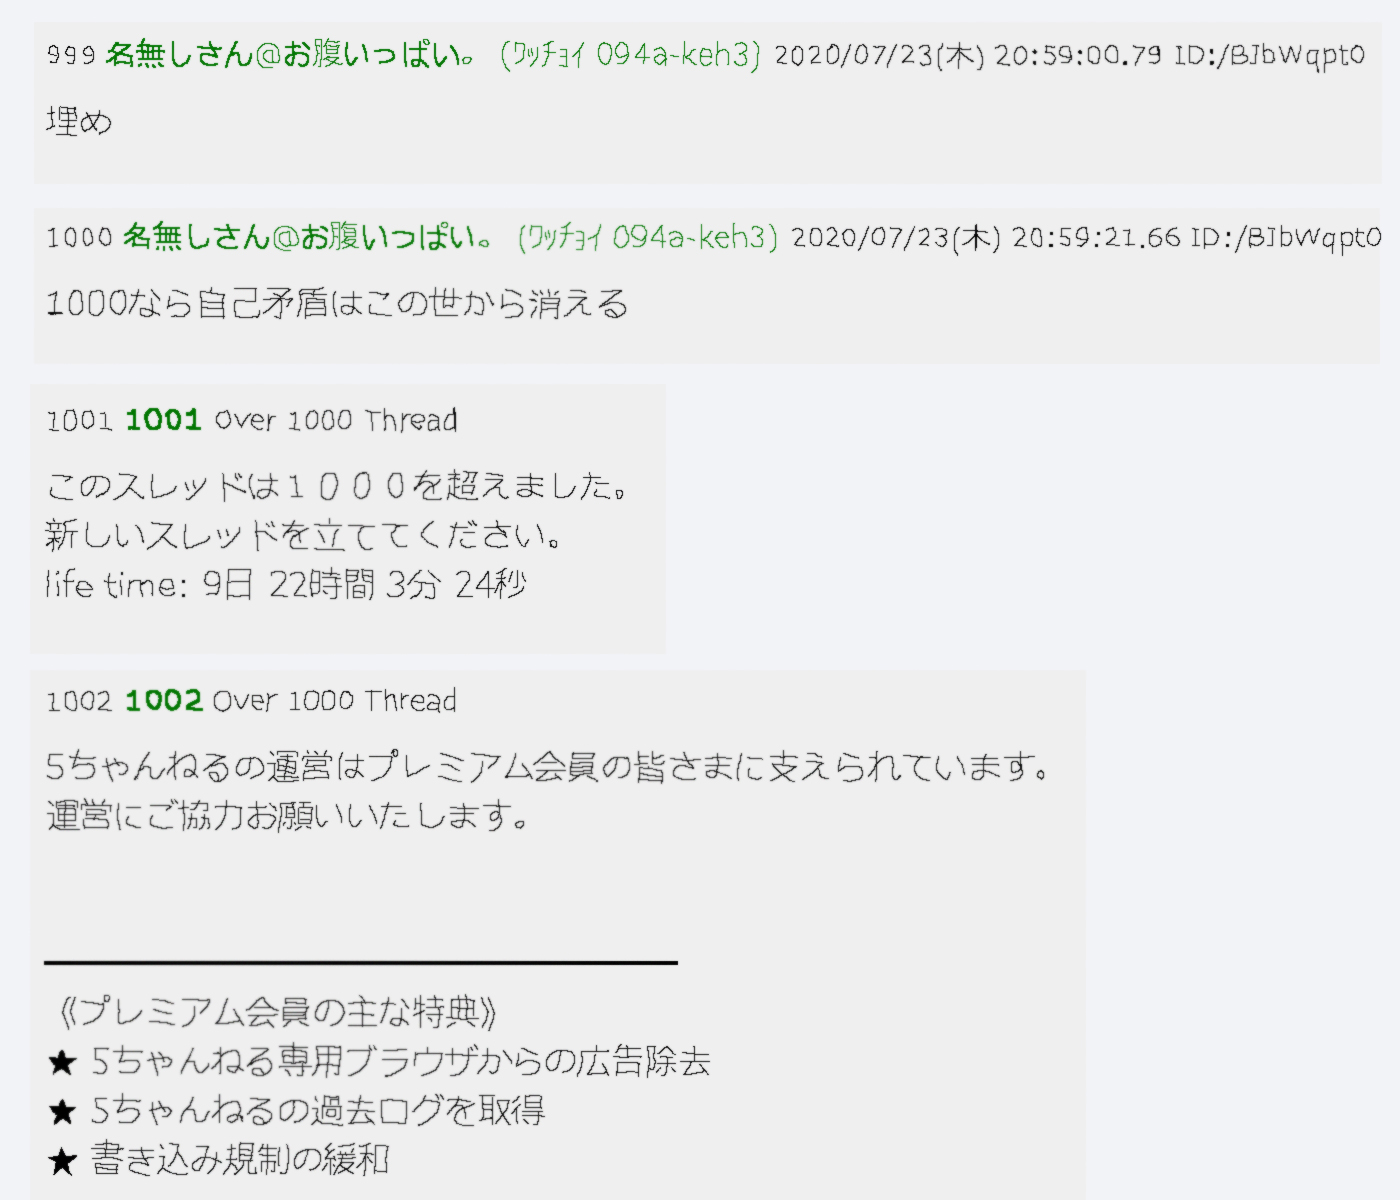 999 名無しさん@お腹いっぱい。 (ワッチョイ 094a-keh3) 2020/07/23(木) 20:59:00.79 ID:/BJbWqpt0
埋め
1000 名無しさん@お腹いっぱい。 (ワッチョイ 094a-keh3) 2020/07/23(木) 20:59:21.66 ID:/BJbWqpt0
1000なら自己矛盾はこの世から消える
1001 1001 Over 1000 Thread
このスレッドは１０００を超えました。
新しいスレッドを立ててください。
life time: 9日 22時間 3分 24秒
1002 1002 Over 1000 Thread
5ちゃんねるの運営はプレミアム会員の皆さまに支えられています。
運営にご協力お願いいたします。
《プレミアム会員の主な特典》
★ 5ちゃんねる専用ブラウザからの広告除去
★ 5ちゃんねるの過去ログを取得
★ 書き込み規制の緩和